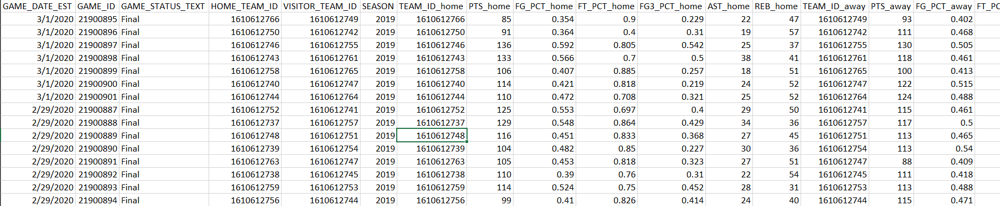 GAME_DATE_EST GAME_ID GAME_STATUS_TEXT HOME_TEAM_ID VISITOR_TEAM_ID SEASON TEAM_ID_home PTS_home FG_PCT_home FT_PCT_home FG3_PCT_home AST_home REB_home TEAM_ID_away PTS_away FG_PCT_away FT_PC
3/1/2020 21900895 Final 1610612766 1610612749 2019 1610612766 85 0.354 0.9 0.229 22 47 1610612749 93 0.402
3/1/2020 21900896 Final 1610612750 1610612742 2019 1610612750 91 0.364 0.4 0.31 19 57 1610612742 111 0.468
3/1/2020 21900897 Final 1610612746 1610612755 2019 1610612746 136 0.592 0.805 0.542 25 37 1610612755 130 0.505
3/1/2020 21900898 Final 1610612743 1610612761 2019 1610612743 133 0.566 0.7 0.5 38 41 1610612761 118 0.461
3/1/2020 21900899 Final 1610612758 1610612765 2019 1610612758 106 0.407 0.885 0.257 18 51 1610612765 100 0.413
3/1/2020 21900900 Final 1610612740 1610612747 2019 1610612740 114 0.421 0.818 0.219 24 52 1610612747 122 0.515
3/1/2020 21900901 Final 1610612744 1610612764 2019 1610612744 110 0.472 0.708 0.321 25 52 1610612764 124 0.488
2/29/2020 21900887 Final 1610612752 1610612741 2019 1610612752 125 0.553 0.697 0.4 29 50 1610612741 115 0.461
2/29/2020 21900888 Final 1610612737 1610612757 2019 1610612737 129 0.548 0.864 0.429 34 36 1610612757 117 0.5
2/29/2020 21900889 Final 1610612748 1610612751 2019 1610612748 116 0.451 0.833 0.368 27 45 1610612751 113 0.465
2/29/2020 21900890 Final 1610612739 1610612754 2019 1610612739 104 0.482 0.85 0.227 30 36 1610612754 113 0.54
2/29/2020 21900891 Final 1610612763 1610612747 2019 1610612763 105 0.453 0.818 0.323 27 51 1610612747 88 0.409
2/29/2020 21900892 Final 1610612738 1610612745 2019 1610612738 110 0.39 0.76 0.31 22 54 1610612745 111 0.418
2/29/2020 21900893 Final 1610612759 1610612753 2019 1610612759 114 0.524 0.75 0.452 28 31 1610612753 113 0.488
2/29/2020 21900894 Final 1610612756 1610612744 2019 1610612756 99 0.41 0.826 0.414 24 40 1610612744 115 0.471